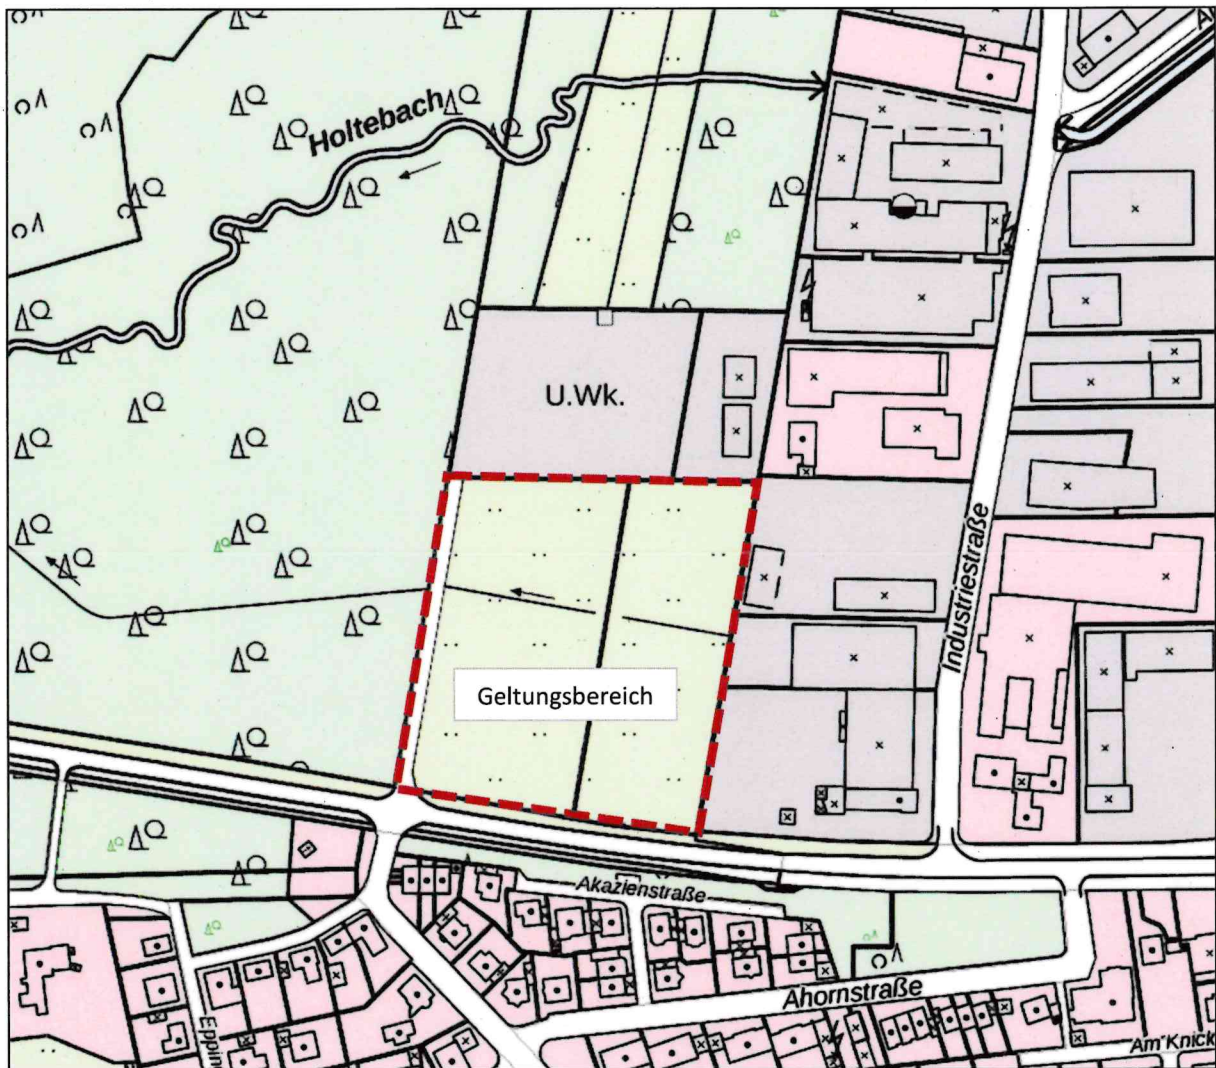 Holtebach
U.Wk.
Industriestraße
Geltungsbereich
Akazienstraße
Ahornstraße
Am Knick